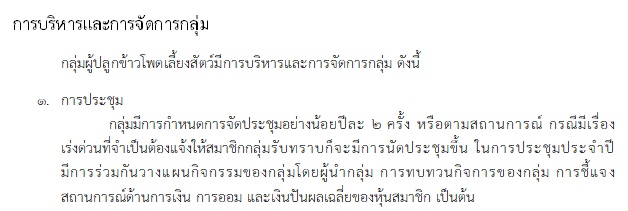 การบริหารและการจัดการกลุ่ม
กลุ่มผู้ปลูกข้าวโพดเลี้ยงสัตว์มีการบริหารและการจัดการกลุ่ม ดังนี้
๑. การประชุม
กลุ่มมีการกำหนดการจัดประชุมอย่างน้อยปีละ ๒ ครั้ง หรือตามสถานการณ์ กรณีมีเรื่อง
เร่งด่วนที่จำเป็นต้องแจ้งให้สมาชิกกลุ่มรับทราบก็จะมีการนัดประชุมขึ้น ในการประชุมประจำปี
มีการร่วมกันวางแผนกิจกรรมของกลุ่มโดยผู้นำกลุ่ม การทบทวนกิจการของกลุ่ม การชี้แจง
สถานการณ์ด้านการเงิน การออม และเงินปันผลเฉลี่ยของหุ้นสมาชิก เป็นต้น